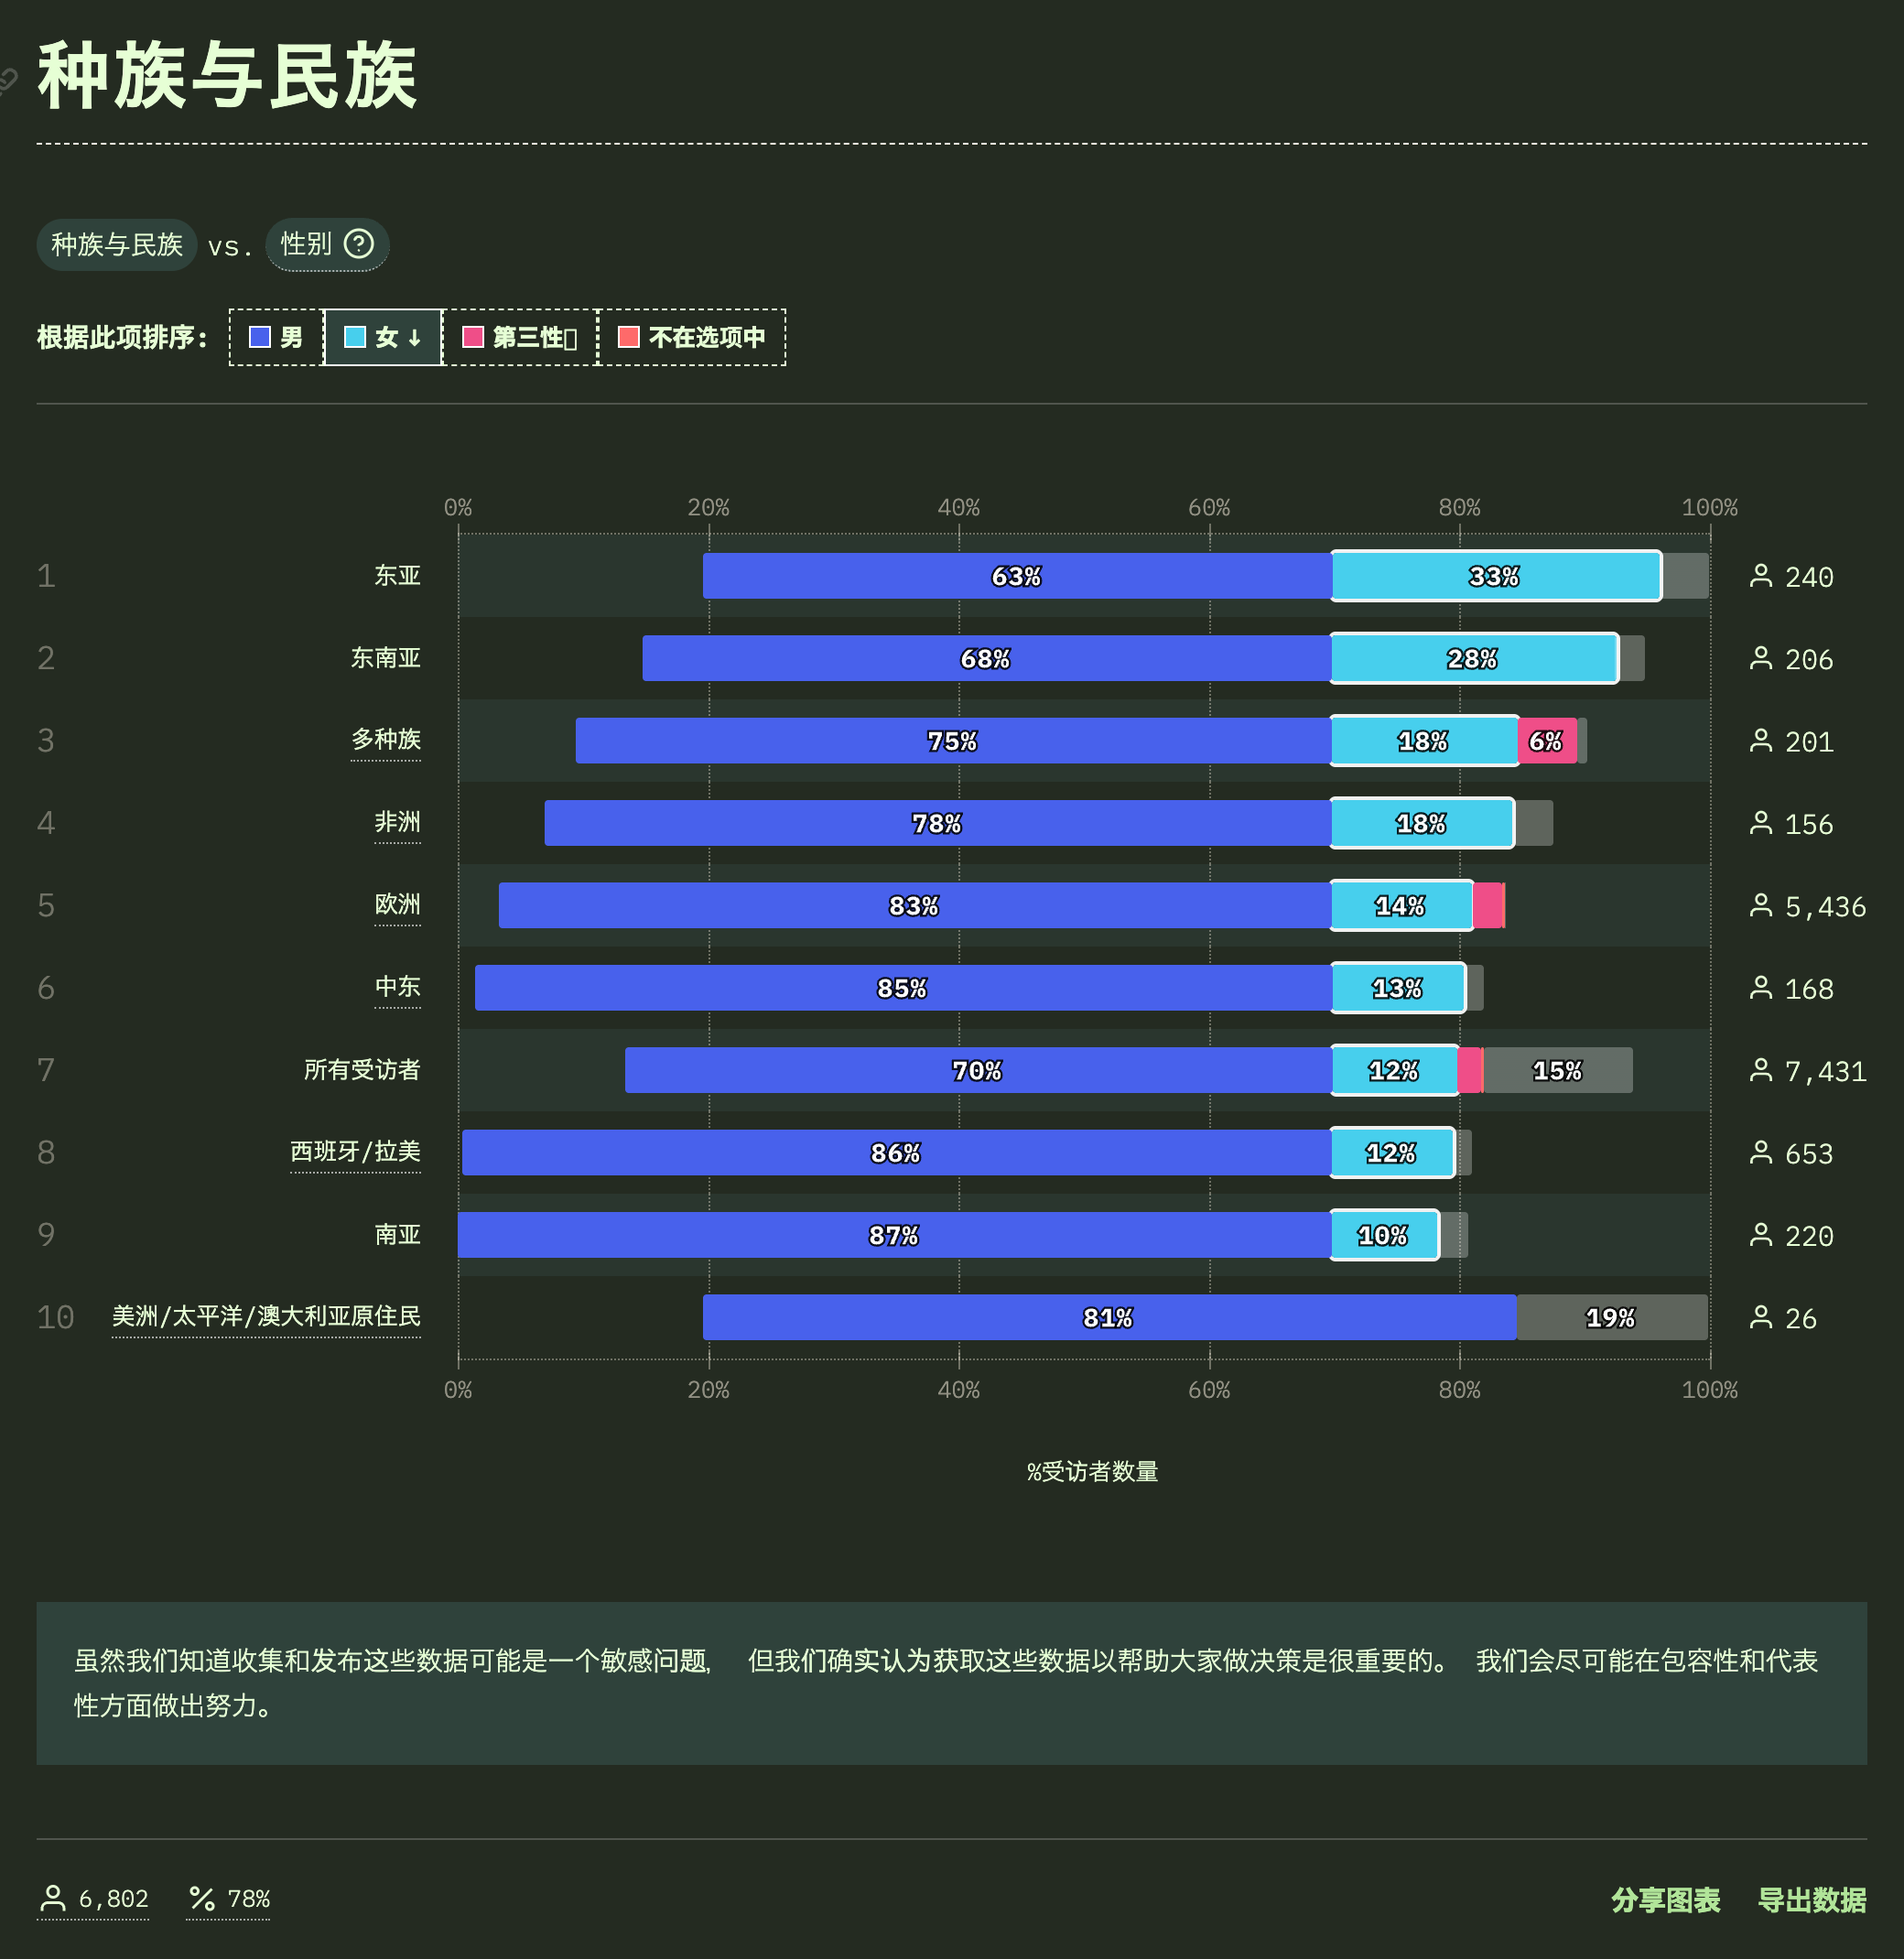 种族与民族
种族与民族 vs. 性别
根据此项排序: 男 女 ↓ 第三性 不在选项中
0% 20% 40% 60% 80% 100%
1 东亚 63% 33% 240
2 东南亚 68% 28% 206
3 多种族 75% 18% 6% 201
4 非洲 78% 18% 156
5 欧洲 83% 14% 5,436
6 中东 85% 13% 168
7 所有受访者 70% 12% 15% 7,431
8 西班牙/拉美 86% 12% 653
9 南亚 87% 10% 220
10 美洲/太平洋/澳大利亚原住民 81% 19% 26
0% 20% 40% 60% 80% 100%
%受访者数量
虽然我们知道收集和发布这些数据可能是一个敏感问题, 但我们确实认为获取这些数据以帮助大家做决策是很重要的。 我们会尽可能在包容性和代表
性方面做出努力。
6,802 78% 分享图表 导出数据